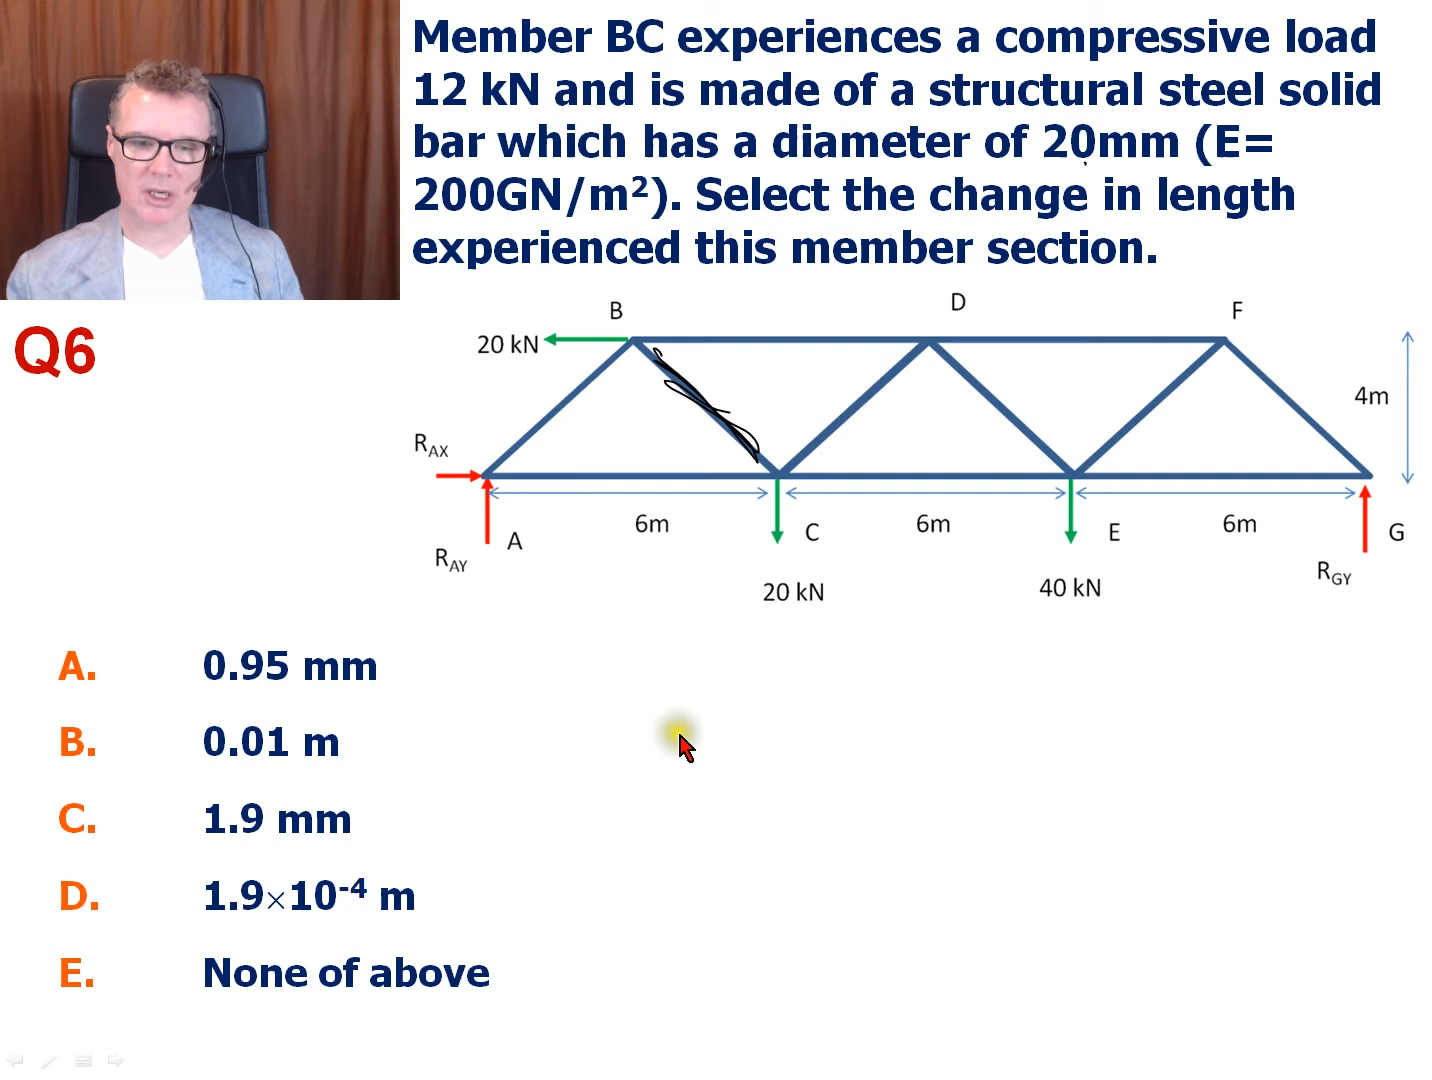 Member BC experiences a compressive load
12 kN and is made of a structural steel solid
bar which has a diameter of 20mm (E=
200GN/m²). Select the change in length
experienced this member section.
Q6
B
D
F
20 kN
4m
R_AX
6m
6m
6m
A
C
E
G
R_AY
R_GY
20 kN
40 kN
A. 0.95 mm
B. 0.01 m
C. 1.9 mm
D. 1.9×10⁻⁴ m
E. None of above